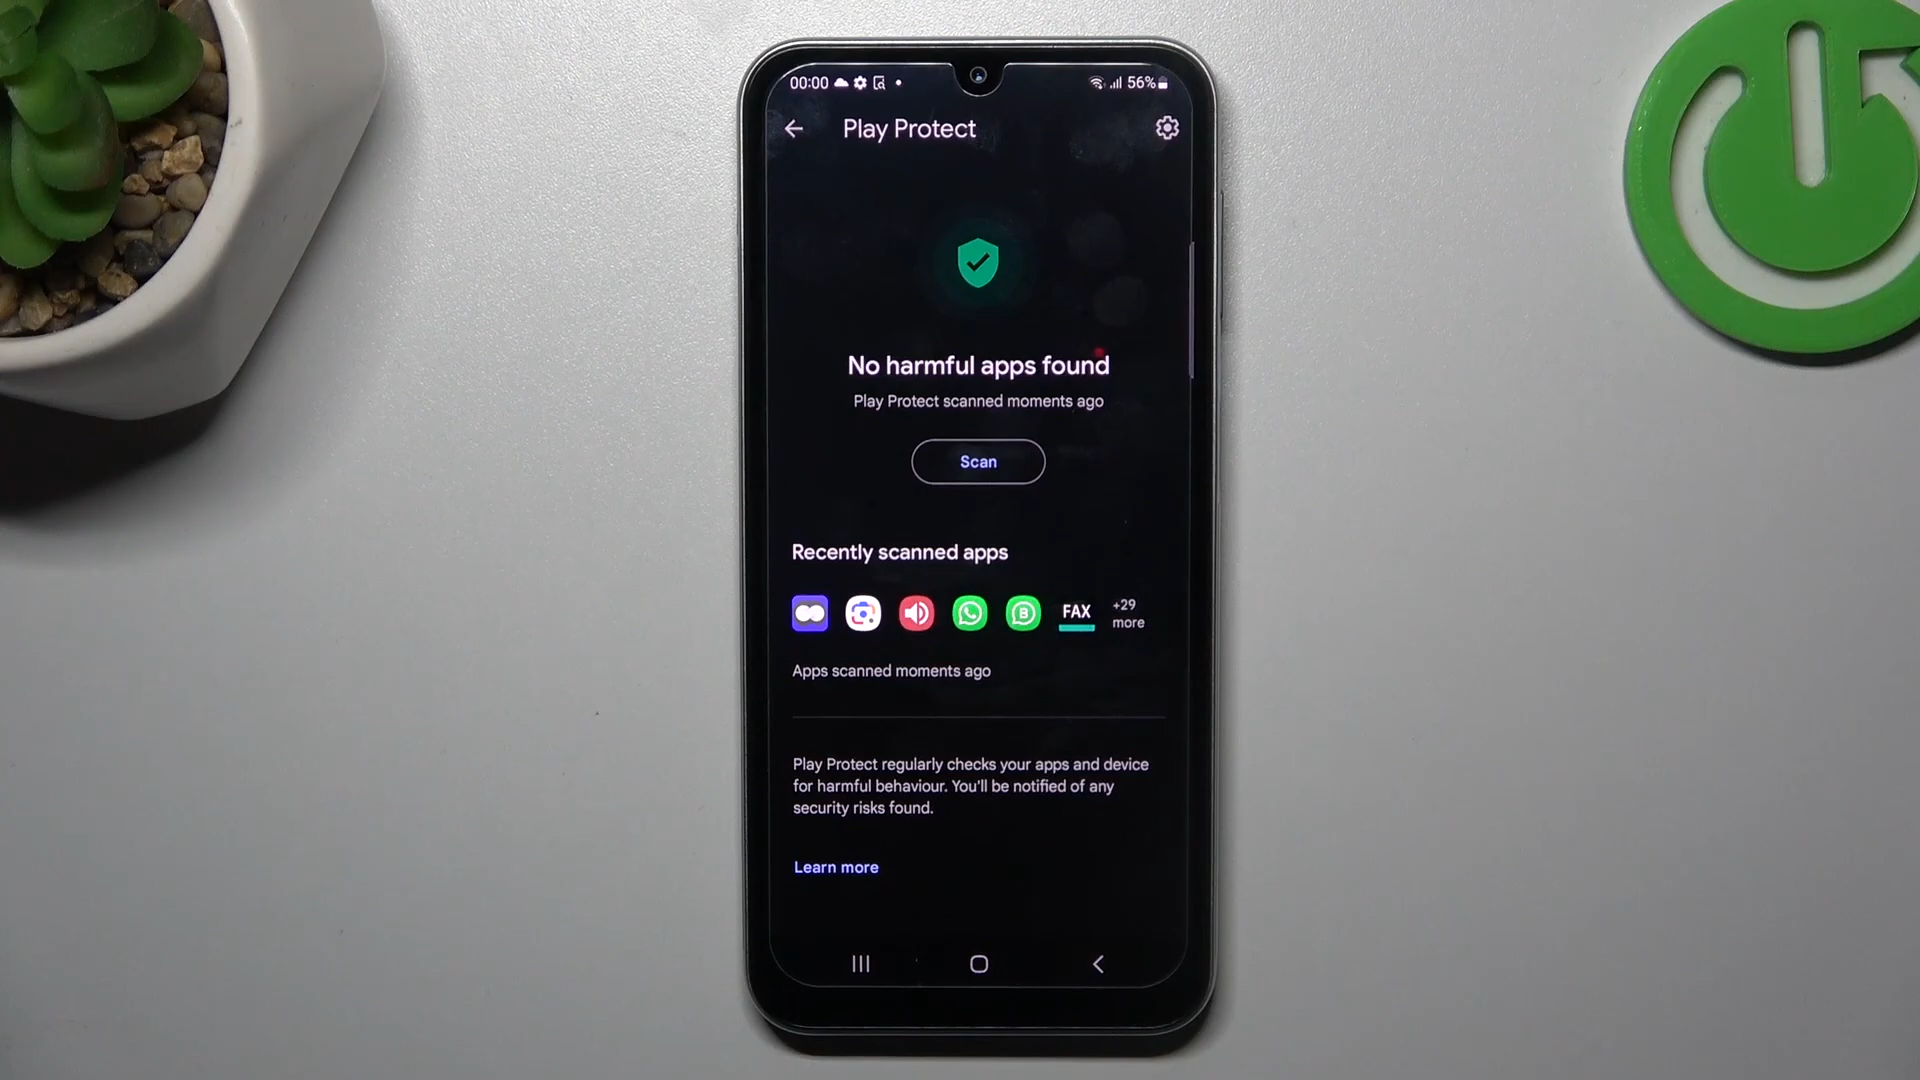 00:00 56%
Play Protect
No harmful apps found
Play Protect scanned moments ago
Scan
Recently scanned apps
B
FAX
+29
more
Apps scanned moments ago
Play Protect regularly checks your apps and device
for harmful behaviour. You'll be notified of any
security risks found.
Learn more